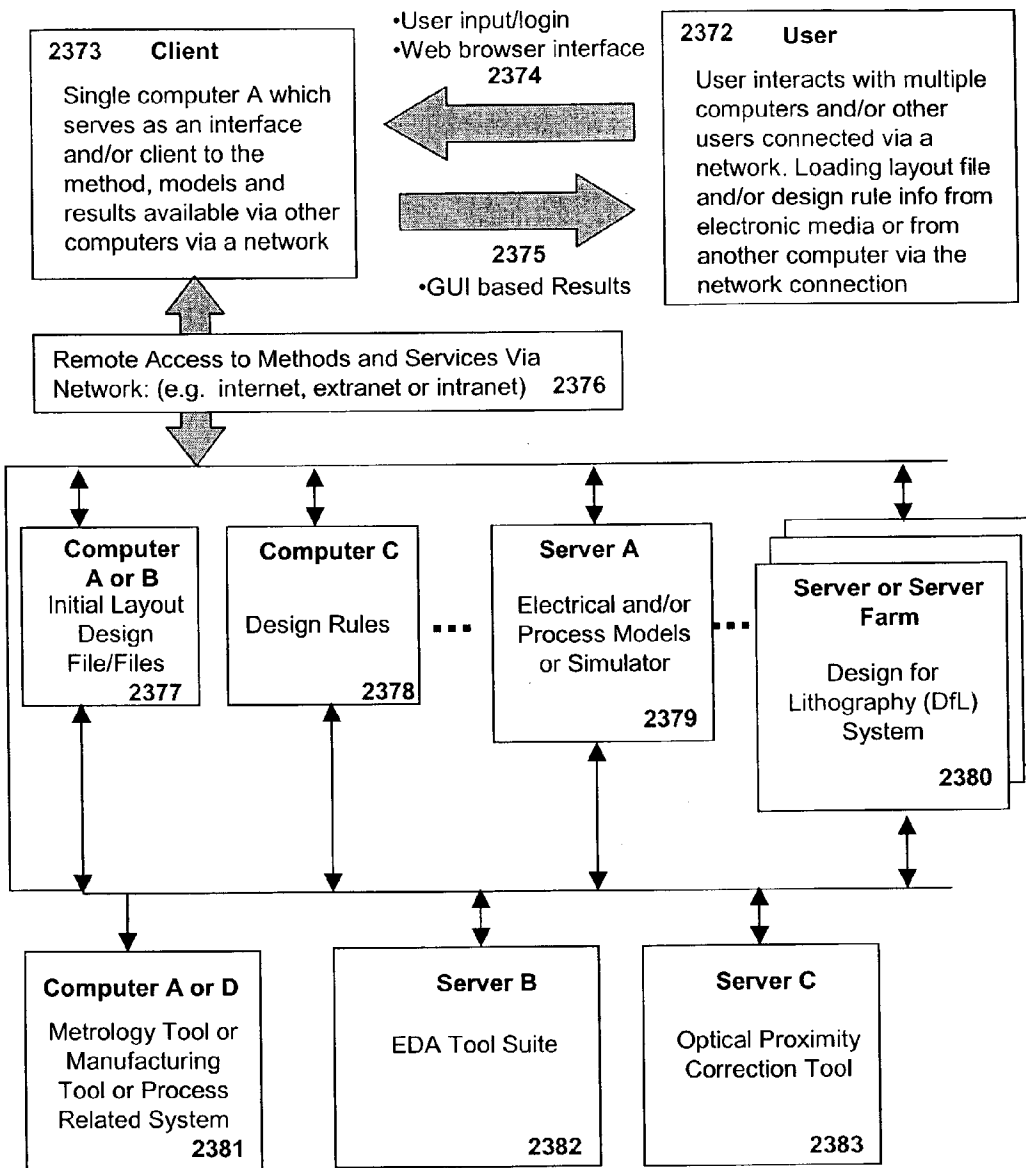 •User input/login
•Web browser interface
2374
2373 Client
Single computer A which
serves as an interface
and/or client to the
method, models and
results available via other
computers via a network
2372 User
User interacts with multiple
computers and/or other
users connected via a
network. Loading layout file
and/or design rule info from
electronic media or from
another computer via the
network connection
2375
•GUI based Results
Remote Access to Methods and Services Via
Network: (e.g. internet, extranet or intranet) 2376
Computer
A or B
Initial Layout
Design
File/Files
2377
Computer C
Design Rules
2378
Server A
Electrical and/or
Process Models
or Simulator
2379
Server or Server
Farm
Design for
Lithography (DfL)
System
2380
Computer A or D
Metrology Tool or
Manufacturing
Tool or Process
Related System
2381
Server B
EDA Tool Suite
2382
Server C
Optical Proximity
Correction Tool
2383